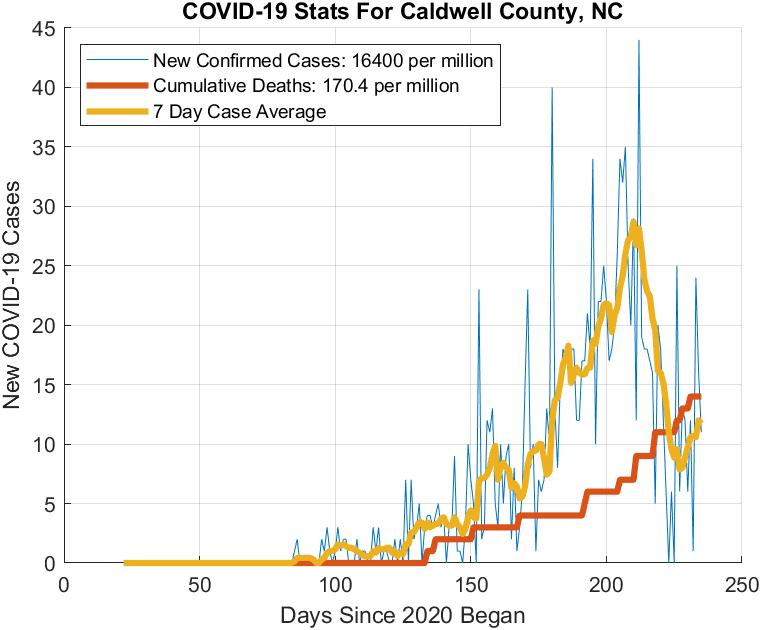 COVID-19 Stats For Caldwell County, NC
New Confirmed Cases: 16400 per million
Cumulative Deaths: 170.4 per million
7 Day Case Average
New COVID-19 Cases
45
40
35
30
25
20
15
10
5
0
0 50 100 150 200 250
Days Since 2020 Began